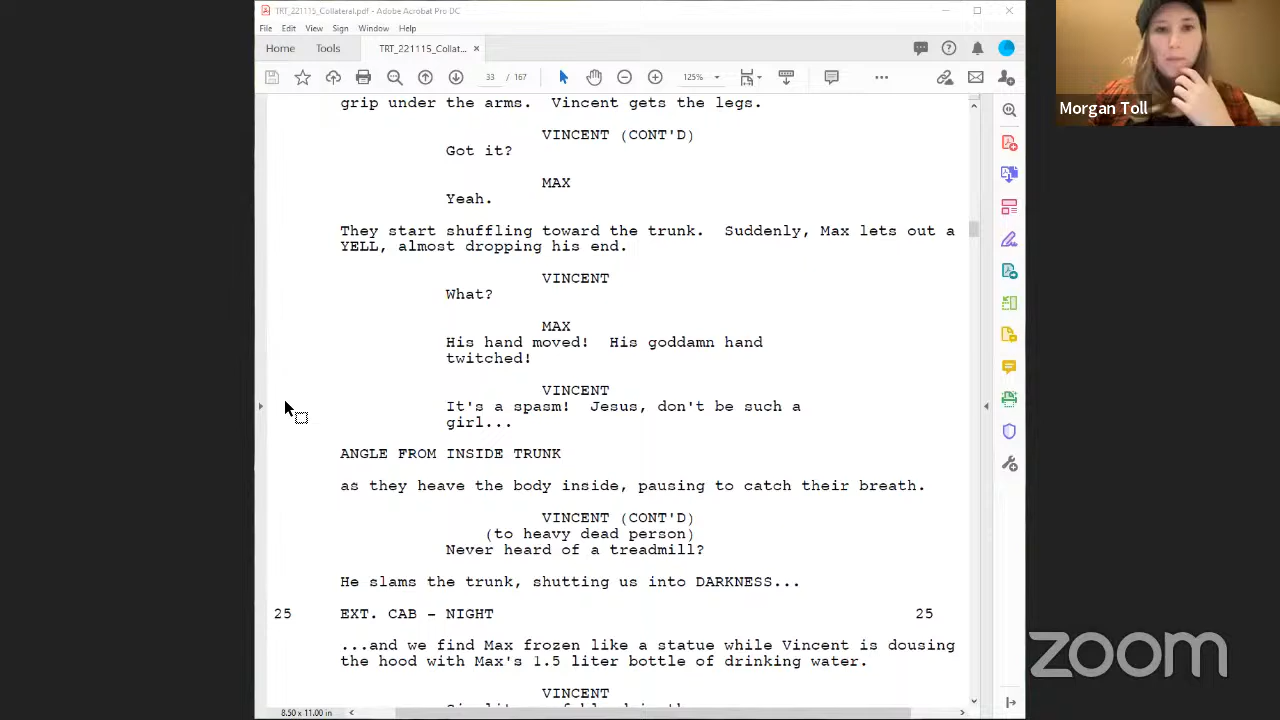 TRT_221115_Collateral.pdf - Adobe Acrobat Pro DC
File Edit View Sign Window Help
Home Tools TRT_221115_Collat... ×
33 / 167 125%
Morgan Toll
grip under the arms. Vincent gets the legs.
VINCENT (CONT'D)
Got it?
MAX
Yeah.
They start shuffling toward the trunk. Suddenly, Max lets out a
YELL, almost dropping his end.
VINCENT
What?
MAX
His hand moved! His goddamn hand
twitched!
VINCENT
It's a spasm! Jesus, don't be such a
girl...
ANGLE FROM INSIDE TRUNK
as they heave the body inside, pausing to catch their breath.
VINCENT (CONT'D)
(to heavy dead person)
Never heard of a treadmill?
He slams the trunk, shutting us into DARKNESS...
25 EXT. CAB - NIGHT 25
...and we find Max frozen like a statue while Vincent is dousing
the hood with Max's 1.5 liter bottle of drinking water.
VINCENT
8.50 x 11.00 in
zoom